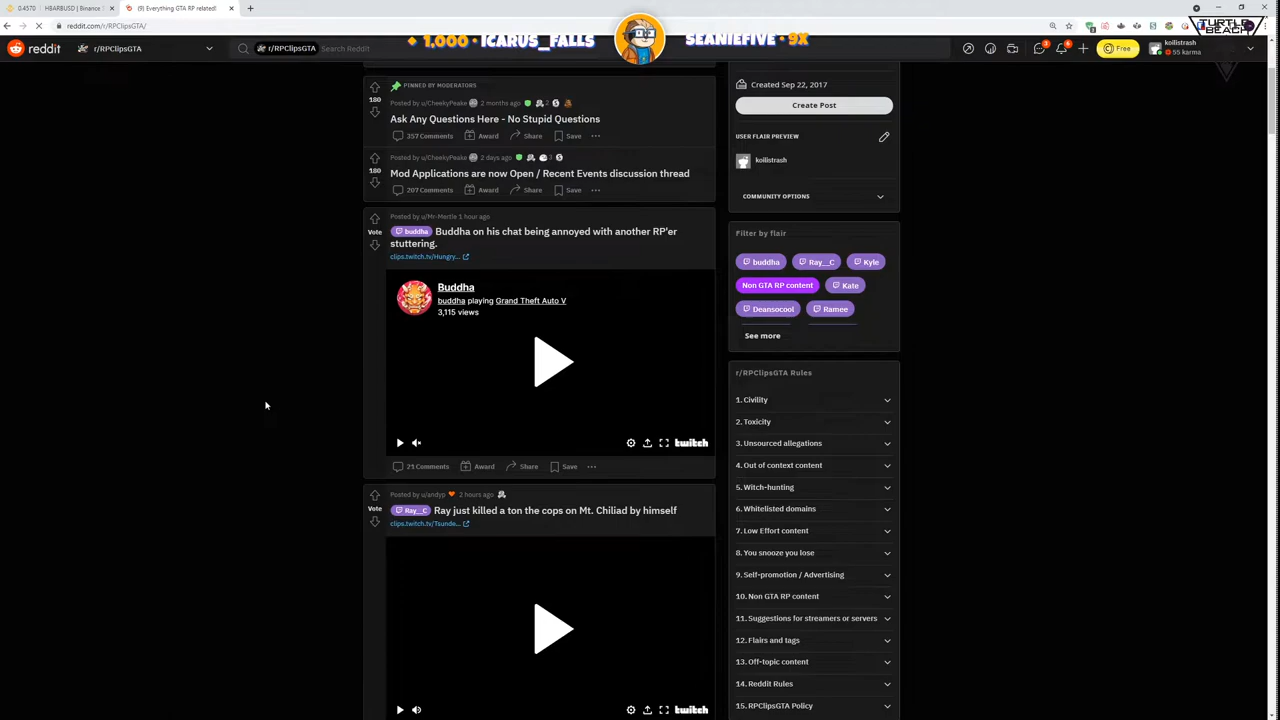 0.4570 HBARBUSD | Binance
(9) Everything GTA RP related!
reddit.com/r/RPClipsGTA/
TURTLE BEACH
reddit
r/RPClipsGTA
r/RPClipsGTA Search Reddit
1,000 ICARUS_FALLS
SEANIEFIVE 9X
Free
koilistrash
55 karma
PINNED BY MODERATORS
180
Posted by u/CheekyPeake 2 months ago 2
Ask Any Questions Here - No Stupid Questions
357 Comments Award Share Save
180
Posted by u/CheekyPeake 2 days ago 3
Mod Applications are now Open / Recent Events discussion thread
207 Comments Award Share Save
Posted by u/Mr-Mertle 1 hour ago
Vote
buddha Buddha on his chat being annoyed with another RP'er
stuttering.
clips.twitch.tv/Hungry...
Buddha
buddha playing Grand Theft Auto V
3,115 views
twitch
21 Comments Award Share Save
Posted by u/andyp 2 hours ago
Vote
Ray__C Ray just killed a ton the cops on Mt. Chiliad by himself
clips.twitch.tv/Tsunde...
twitch
Created Sep 22, 2017
Create Post
USER FLAIR PREVIEW
koilistrash
COMMUNITY OPTIONS
Filter by flair
buddha Ray__C Kyle
Non GTA RP content Kate
Deansocool Ramee
See more
r/RPClipsGTA Rules
1. Civility
2. Toxicity
3. Unsourced allegations
4. Out of context content
5. Witch-hunting
6. Whitelisted domains
7. Low Effort content
8. You snooze you lose
9. Self-promotion / Advertising
10. Non GTA RP content
11. Suggestions for streamers or servers
12. Flairs and tags
13. Off-topic content
14. Reddit Rules
15. RPClipsGTA Policy